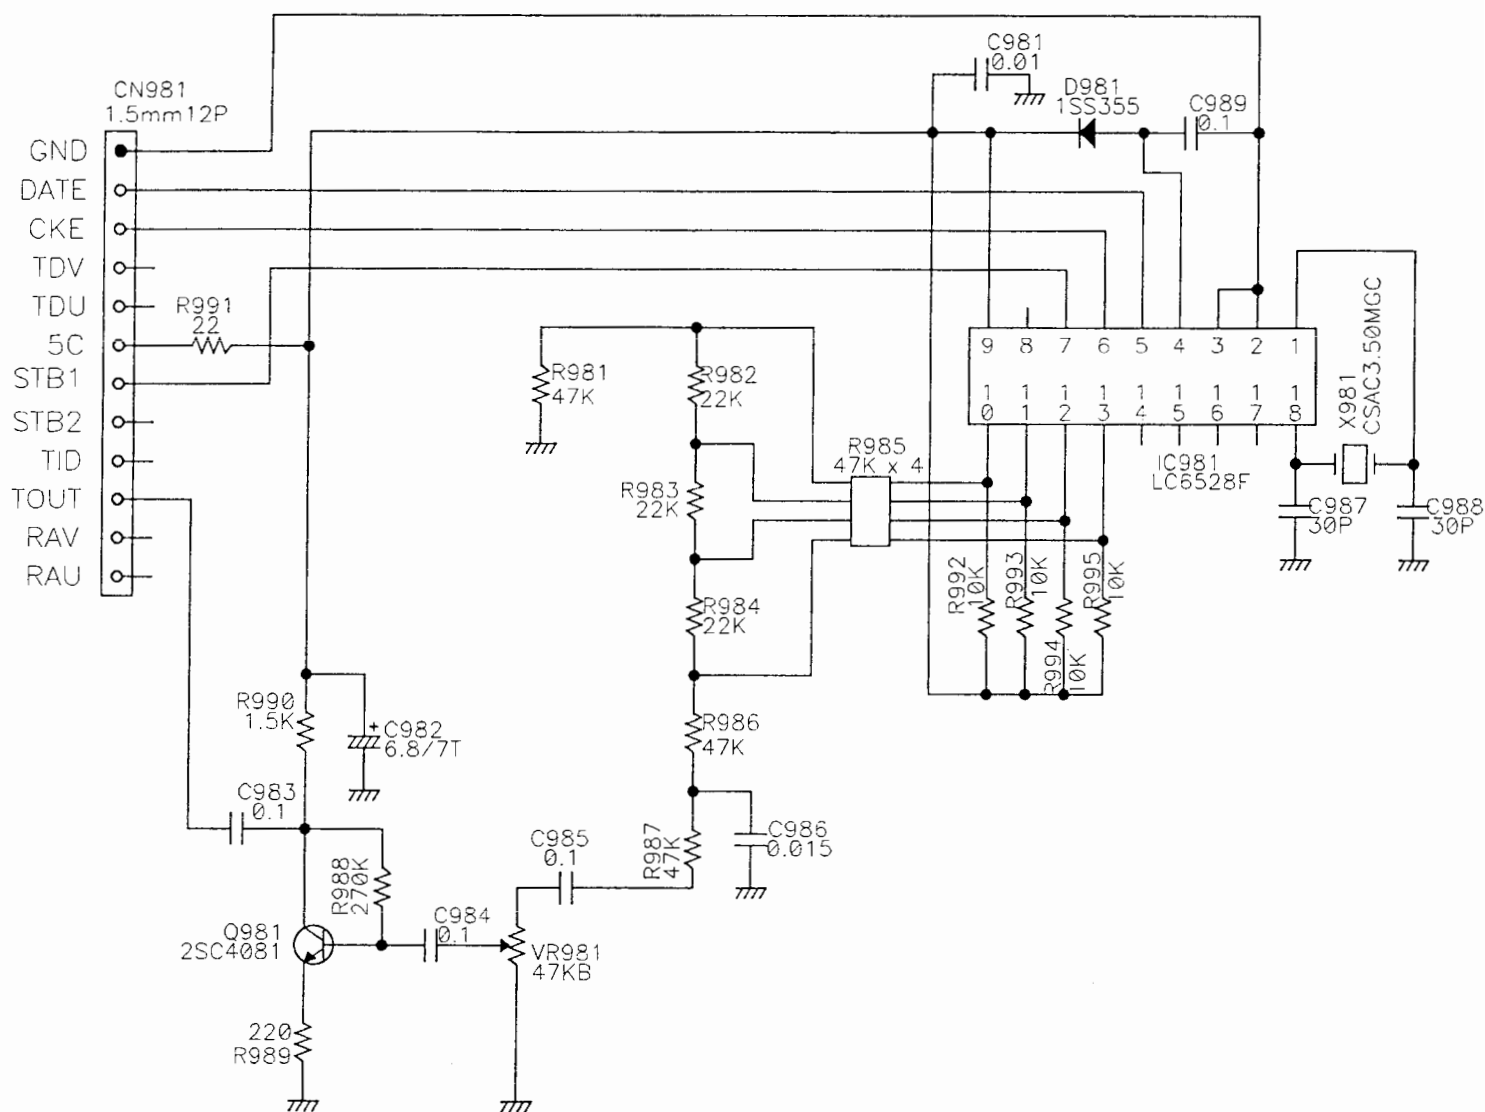 CN981
1.5mm12P
GND
DATE
CKE
TDV
TDU
5C
STB1
STB2
TID
TOUT
RAV
RAU
R991
22
C981
0.01
D981
1SS355
C989
0.1
9 8 7 6 5 4 3 2 1
10 11 12 13 14 15 16 17 18
IC981
LC6528F
X981
CSAC3.50MGC
C987
30P
C988
30P
R981
47K
R982
22K
R983
22K
R984
22K
R985
47K x 4
R992
10K
R993
10K
R994
10K
R995
10K
R986
47K
R990
1.5K
+
C982
6.8/7T
C983
0.1
R988
270K
C985
0.1
R987
47K
C986
0.015
Q981
2SC4081
C984
0.1
VR981
47KB
220
R989